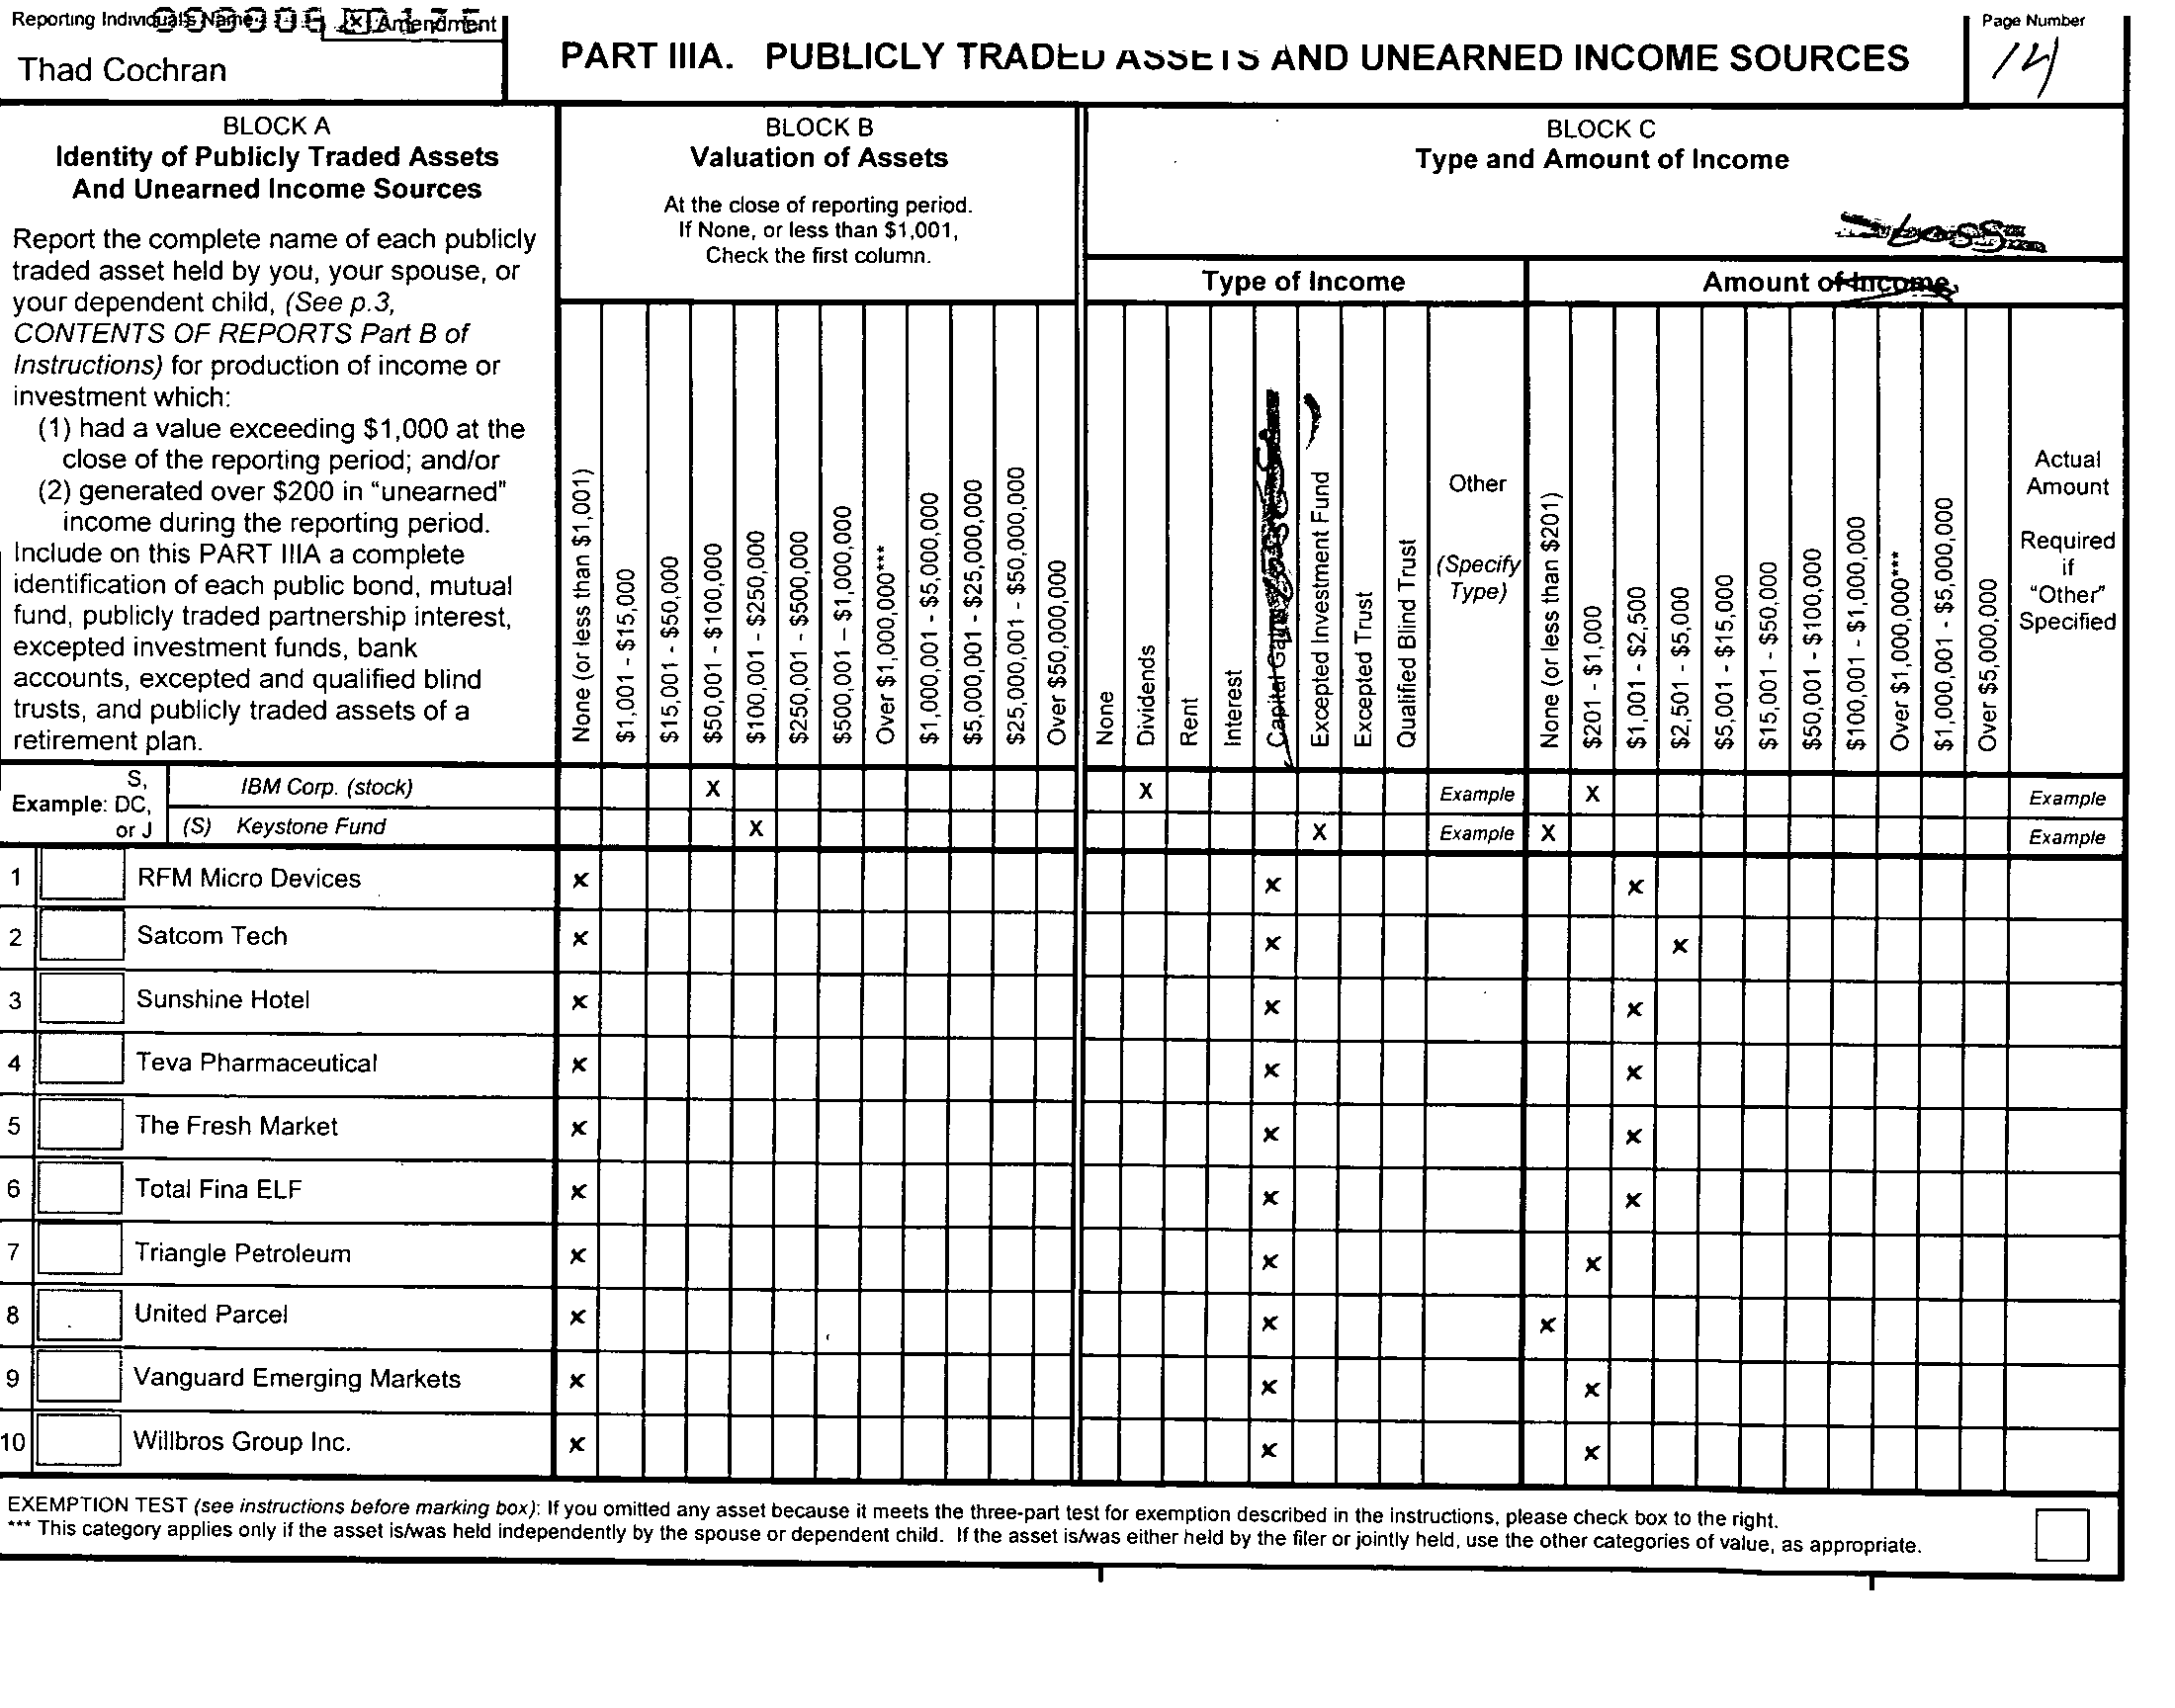 Reporting Individual's Name
Amendment
Thad Cochran
PART IIIA. PUBLICLY TRADED ASSETS AND UNEARNED INCOME SOURCES
Page Number
14
BLOCK A
Identity of Publicly Traded Assets
And Unearned Income Sources
Report the complete name of each publicly
traded asset held by you, your spouse, or
your dependent child, (See p.3,
CONTENTS OF REPORTS Part B of
Instructions) for production of income or
investment which:
(1) had a value exceeding $1,000 at the
close of the reporting period; and/or
(2) generated over $200 in "unearned"
income during the reporting period.
Include on this PART IIIA a complete
identification of each public bond, mutual
fund, publicly traded partnership interest,
excepted investment funds, bank
accounts, excepted and qualified blind
trusts, and publicly traded assets of a
retirement plan.
BLOCK B
Valuation of Assets
At the close of reporting period.
If None, or less than $1,001,
Check the first column.
None (or less than $1,001)
$1,001 - $15,000
$15,001 - $50,000
$50,001 - $100,000
$100,001 - $250,000
$250,001 - $500,000
$500,001 – $1,000,000
Over $1,000,000***
$1,000,001 - $5,000,000
$5,000,001 - $25,000,000
$25,000,001 - $50,000,000
Over $50,000,000
BLOCK C
Type and Amount of Income
Loss
Type of Income
Amount of Income
None
Dividends
Rent
Interest
Capital Gains
Excepted Investment Fund
Excepted Trust
Qualified Blind Trust
Other
(Specify
Type)
None (or less than $201)
$201 - $1,000
$1,001 - $2,500
$2,501 - $5,000
$5,001 - $15,000
$15,001 - $50,000
$50,001 - $100,000
$100,001 - $1,000,000
Over $1,000,000***
$1,000,001 - $5,000,000
Over $5,000,000
Actual
Amount
Required
if
"Other"
Specified
Example: S, DC, or J
IBM Corp. (stock) X X Example X Example
(S) Keystone Fund X X Example X Example
1 RFM Micro Devices x x x
2 Satcom Tech x x x
3 Sunshine Hotel x x x
4 Teva Pharmaceutical x x x
5 The Fresh Market x x x
6 Total Fina ELF x x x
7 Triangle Petroleum x x x
8 United Parcel x x x
9 Vanguard Emerging Markets x x x
10 Willbros Group Inc. x x x
EXEMPTION TEST (see instructions before marking box): If you omitted any asset because it meets the three-part test for exemption described in the instructions, please check box to the right.
*** This category applies only if the asset is/was held independently by the spouse or dependent child. If the asset is/was either held by the filer or jointly held, use the other categories of value, as appropriate.